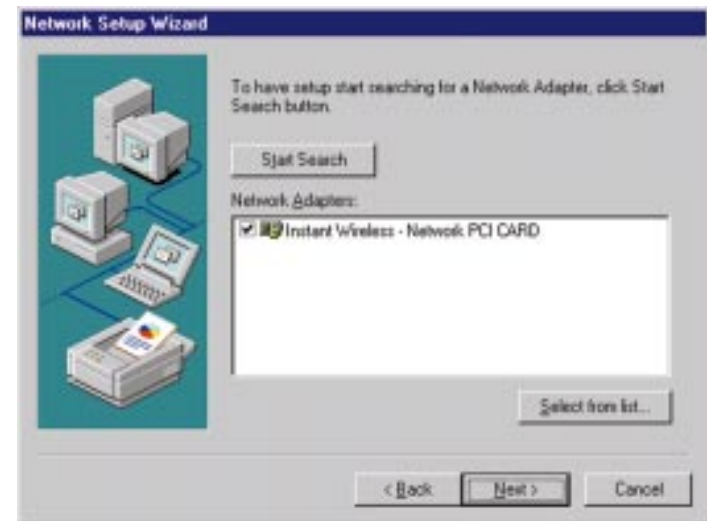 Network Setup Wizard
To have setup start searching for a Network Adapter, click Start
Search button.
Start Search
Network Adapters:
Instant Wireless - Network PCI CARD
Select from list...
< Back
Next >
Cancel